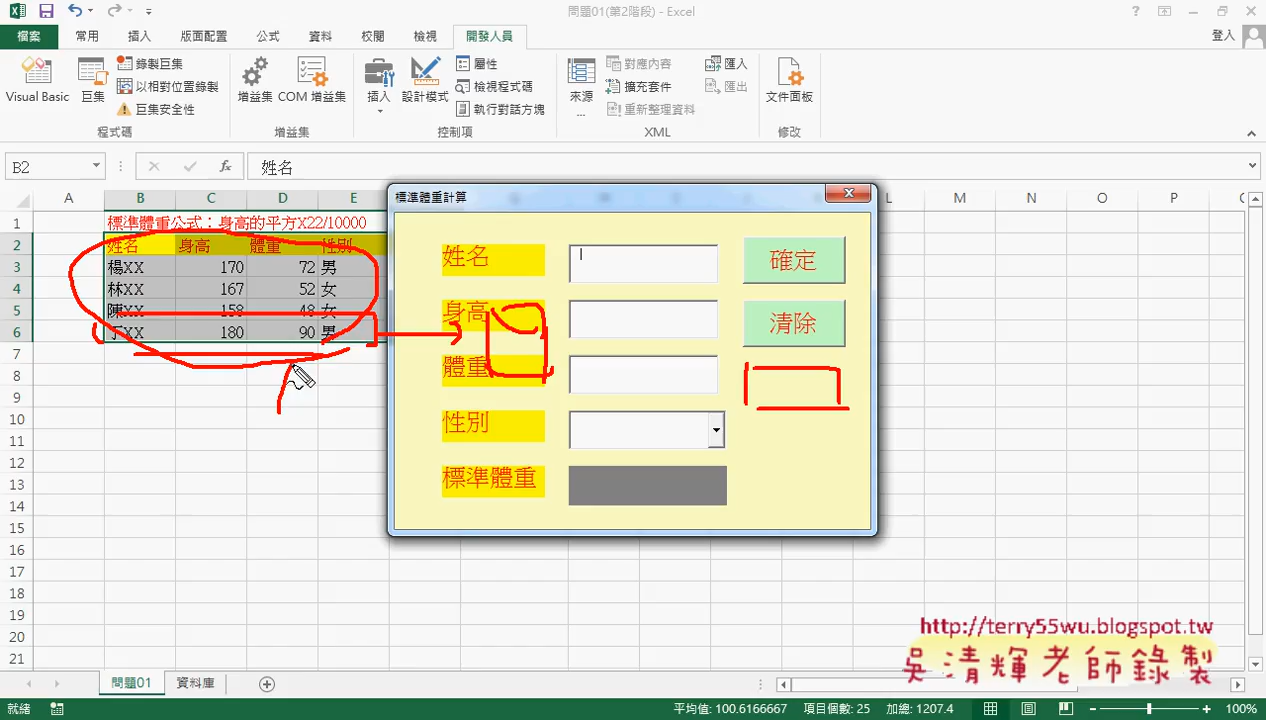 問題01(第2階段) - Excel
檔案 常用 插入 版面配置 公式 資料 校閱 檢視 開發人員 登入
Visual Basic 巨集 錄製巨集 以相對位置錄製 巨集安全性 增益集 COM 增益集 插入 設計模式 屬性 檢視程式碼 執行對話方塊 來源 ... 對應內容 擴充套件 重新整理資料 匯入 匯出 文件面板
程式碼 增益集 控制項 XML 修改
B2 fx 姓名
A B C D E L M N O P
1 標準體重公式：身高的平方X22/10000
2 姓名 身高 體重 性別
3 楊XX 170 72 男
4 林XX 167 52 女
5 陳XX 158 48 女
6 于XX 180 90 男
7
8
9
10
11
12
13
14
15
16
17
18
19
20
21
標準體重計算
姓名 確定
身高 清除
體重
性別
標準體重
http://terry55wu.blogspot.tw
吳清輝老師錄製
問題01 資料庫
就緒 平均值: 100.6166667 項目個數: 25 加總: 1207.4 100%